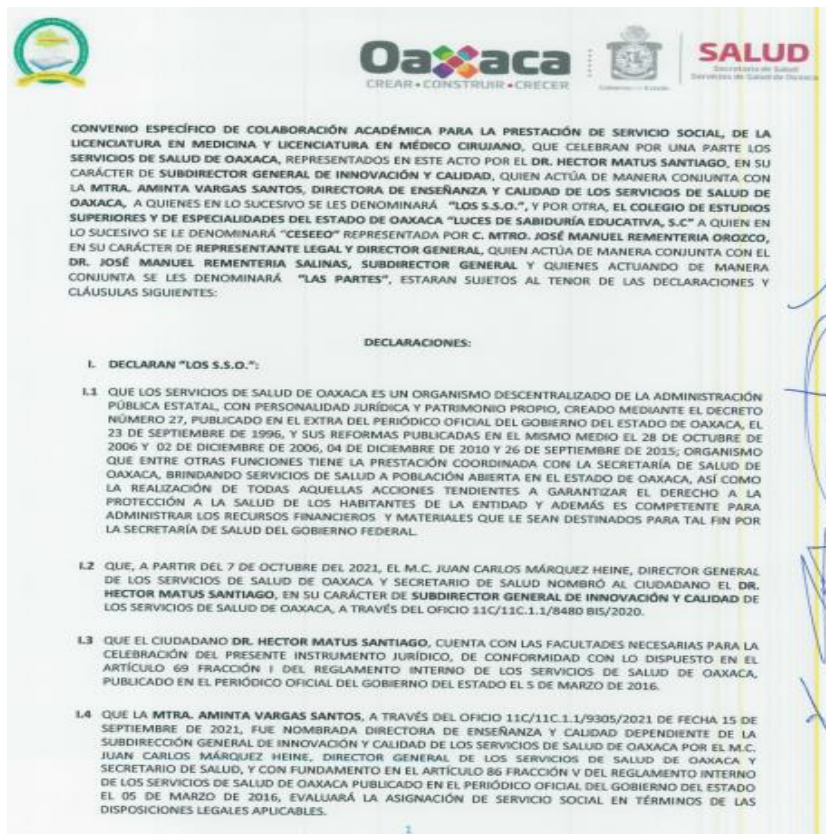 Oaxaca
CREAR•CONSTRUIR•CRECER
SALUD
Secretaría de Salud
Servicios de Salud de Oaxaca
CONVENIO ESPECÍFICO DE COLABORACIÓN ACADÉMICA PARA LA PRESTACIÓN DE SERVICIO SOCIAL, DE LA
LICENCIATURA EN MEDICINA Y LICENCIATURA EN MÉDICO CIRUJANO, QUE CELEBRAN POR UNA PARTE LOS
SERVICIOS DE SALUD DE OAXACA, REPRESENTADOS EN ESTE ACTO POR EL DR. HECTOR MATUS SANTIAGO, EN SU
CARÁCTER DE SUBDIRECTOR GENERAL DE INNOVACIÓN Y CALIDAD, QUIEN ACTÚA DE MANERA CONJUNTA CON
LA MTRA. AMINTA VARGAS SANTOS, DIRECTORA DE ENSEÑANZA Y CALIDAD DE LOS SERVICIOS DE SALUD DE
OAXACA, A QUIENES EN LO SUCESIVO SE LES DENOMINARÁ "LOS S.S.O.", Y POR OTRA, EL COLEGIO DE ESTUDIOS
SUPERIORES Y DE ESPECIALIDADES DEL ESTADO DE OAXACA "LUCES DE SABIDURÍA EDUCATIVA, S.C" A QUIEN EN
LO SUCESIVO SE LE DENOMINARÁ "CESEEO" REPRESENTADA POR C. MTRO. JOSÉ MANUEL REMENTERIA OROZCO,
EN SU CARÁCTER DE REPRESENTANTE LEGAL Y DIRECTOR GENERAL, QUIEN ACTÚA DE MANERA CONJUNTA CON EL
DR. JOSÉ MANUEL REMENTERIA SALINAS, SUBDIRECTOR GENERAL Y QUIENES ACTUANDO DE MANERA
CONJUNTA SE LES DENOMINARÁ "LAS PARTES", ESTARAN SUJETOS AL TENOR DE LAS DECLARACIONES Y
CLÁUSULAS SIGUIENTES:
DECLARACIONES:
I. DECLARAN "LOS S.S.O.":
I.1 QUE LOS SERVICIOS DE SALUD DE OAXACA ES UN ORGANISMO DESCENTRALIZADO DE LA ADMINISTRACIÓN
PÚBLICA ESTATAL, CON PERSONALIDAD JURÍDICA Y PATRIMONIO PROPIO, CREADO MEDIANTE EL DECRETO
NÚMERO 27, PUBLICADO EN EL EXTRA DEL PERIÓDICO OFICIAL DEL GOBIERNO DEL ESTADO DE OAXACA, EL
23 DE SEPTIEMBRE DE 1996, Y SUS REFORMAS PUBLICADAS EN EL MISMO MEDIO EL 28 DE OCTUBRE DE
2006 Y 02 DE DICIEMBRE DE 2006, 04 DE DICIEMBRE DE 2010 Y 26 DE SEPTIEMBRE DE 2015; ORGANISMO
QUE ENTRE OTRAS FUNCIONES TIENE LA PRESTACIÓN COORDINADA CON LA SECRETARÍA DE SALUD DE
OAXACA, BRINDANDO SERVICIOS DE SALUD A POBLACIÓN ABIERTA EN EL ESTADO DE OAXACA, ASÍ COMO
LA REALIZACIÓN DE TODAS AQUELLAS ACCIONES TENDIENTES A GARANTIZAR EL DERECHO A LA
PROTECCIÓN A LA SALUD DE LOS HABITANTES DE LA ENTIDAD Y ADEMÁS ES COMPETENTE PARA
ADMINISTRAR LOS RECURSOS FINANCIEROS Y MATERIALES QUE LE SEAN DESTINADOS PARA TAL FIN POR
LA SECRETARÍA DE SALUD DEL GOBIERNO FEDERAL.
I.2 QUE, A PARTIR DEL 7 DE OCTUBRE DEL 2021, EL M.C. JUAN CARLOS MÁRQUEZ HEINE, DIRECTOR GENERAL
DE LOS SERVICIOS DE SALUD DE OAXACA Y SECRETARIO DE SALUD NOMBRÓ AL CIUDADANO EL DR.
HECTOR MATUS SANTIAGO, EN SU CARÁCTER DE SUBDIRECTOR GENERAL DE INNOVACIÓN Y CALIDAD DE
LOS SERVICIOS DE SALUD DE OAXACA, A TRAVÉS DEL OFICIO 11C/11C.1.1/8480 BIS/2020.
I.3 QUE EL CIUDADANO DR. HECTOR MATUS SANTIAGO, CUENTA CON LAS FACULTADES NECESARIAS PARA LA
CELEBRACIÓN DEL PRESENTE INSTRUMENTO JURÍDICO, DE CONFORMIDAD CON LO DISPUESTO EN EL
ARTÍCULO 69 FRACCIÓN I DEL REGLAMENTO INTERNO DE LOS SERVICIOS DE SALUD DE OAXACA,
PUBLICADO EN EL PERIÓDICO OFICIAL DEL GOBIERNO DEL ESTADO EL 5 DE MARZO DE 2016.
I.4 QUE LA MTRA. AMINTA VARGAS SANTOS, A TRAVÉS DEL OFICIO 11C/11C.1.1/9305/2021 DE FECHA 15 DE
SEPTIEMBRE DE 2021, FUE NOMBRADA DIRECTORA DE ENSEÑANZA Y CALIDAD DEPENDIENTE DE LA
SUBDIRECCIÓN GENERAL DE INNOVACIÓN Y CALIDAD DE LOS SERVICIOS DE SALUD DE OAXACA POR EL M.C.
JUAN CARLOS MÁRQUEZ HEINE, DIRECTOR GENERAL DE LOS SERVICIOS DE SALUD DE OAXACA Y
SECRETARIO DE SALUD, Y CON FUNDAMENTO EN EL ARTÍCULO 86 FRACCIÓN V DEL REGLAMENTO INTERNO
DE LOS SERVICIOS DE SALUD DE OAXACA PUBLICADO EN EL PERIÓDICO OFICIAL DEL GOBIERNO DEL ESTADO
EL 05 DE MARZO DE 2016, EVALUARÁ LA ASIGNACIÓN DE SERVICIO SOCIAL EN TÉRMINOS DE LAS
DISPOSICIONES LEGALES APLICABLES.
1